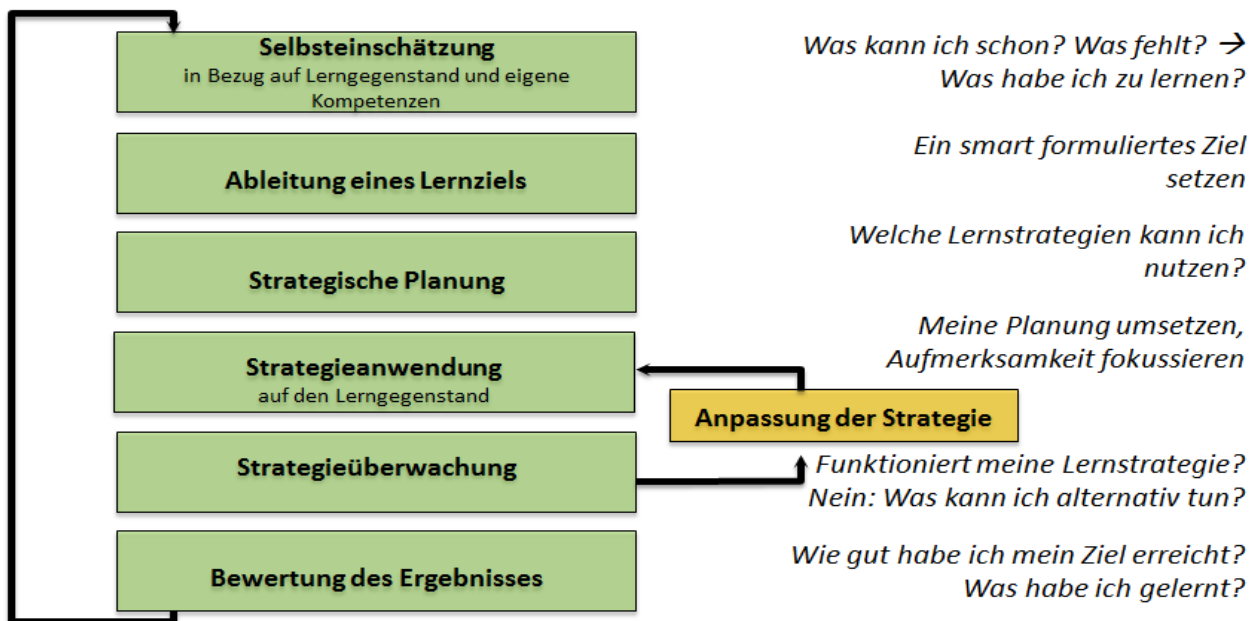 Selbsteinschätzung
in Bezug auf Lerngegenstand und eigene
Kompetenzen
Was kann ich schon? Was fehlt? →
Was habe ich zu lernen?
Ableitung eines Lernziels
Ein smart formuliertes Ziel
setzen
Strategische Planung
Welche Lernstrategien kann ich
nutzen?
Strategieanwendung
auf den Lerngegenstand
Meine Planung umsetzen,
Aufmerksamkeit fokussieren
Anpassung der Strategie
Strategieüberwachung
Funktioniert meine Lernstrategie?
Nein: Was kann ich alternativ tun?
Bewertung des Ergebnisses
Wie gut habe ich mein Ziel erreicht?
Was habe ich gelernt?